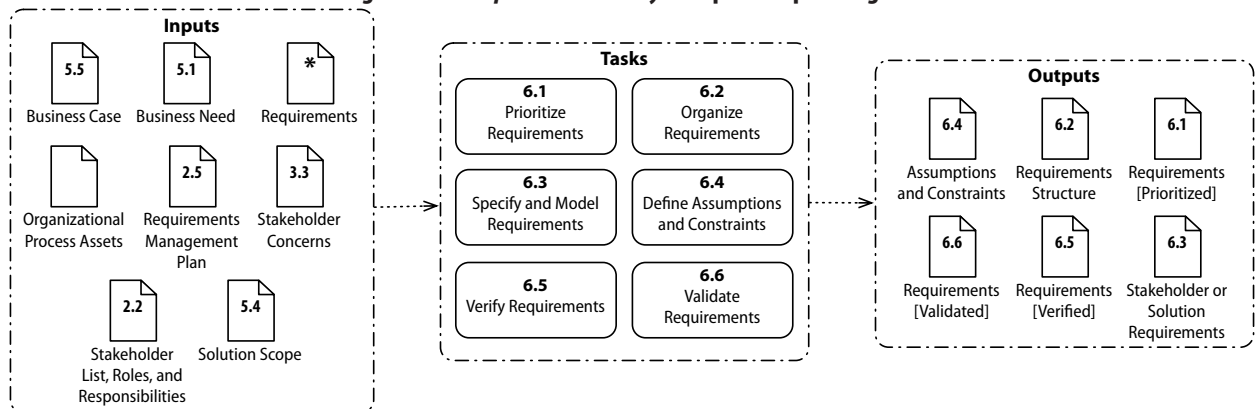 Inputs
5.5
Business Case
5.1
Business Need
*
Requirements
Organizational
Process Assets
2.5
Requirements
Management
Plan
3.3
Stakeholder
Concerns
2.2
Stakeholder
List, Roles, and
Responsibilities
5.4
Solution Scope
Tasks
6.1
Prioritize
Requirements
6.2
Organize
Requirements
6.3
Specify and Model
Requirements
6.4
Define Assumptions
and Constraints
6.5
Verify Requirements
6.6
Validate
Requirements
Outputs
6.4
Assumptions
and Constraints
6.2
Requirements
Structure
6.1
Requirements
[Prioritized]
6.6
Requirements
[Validated]
6.5
Requirements
[Verified]
6.3
Stakeholder or
Solution
Requirements